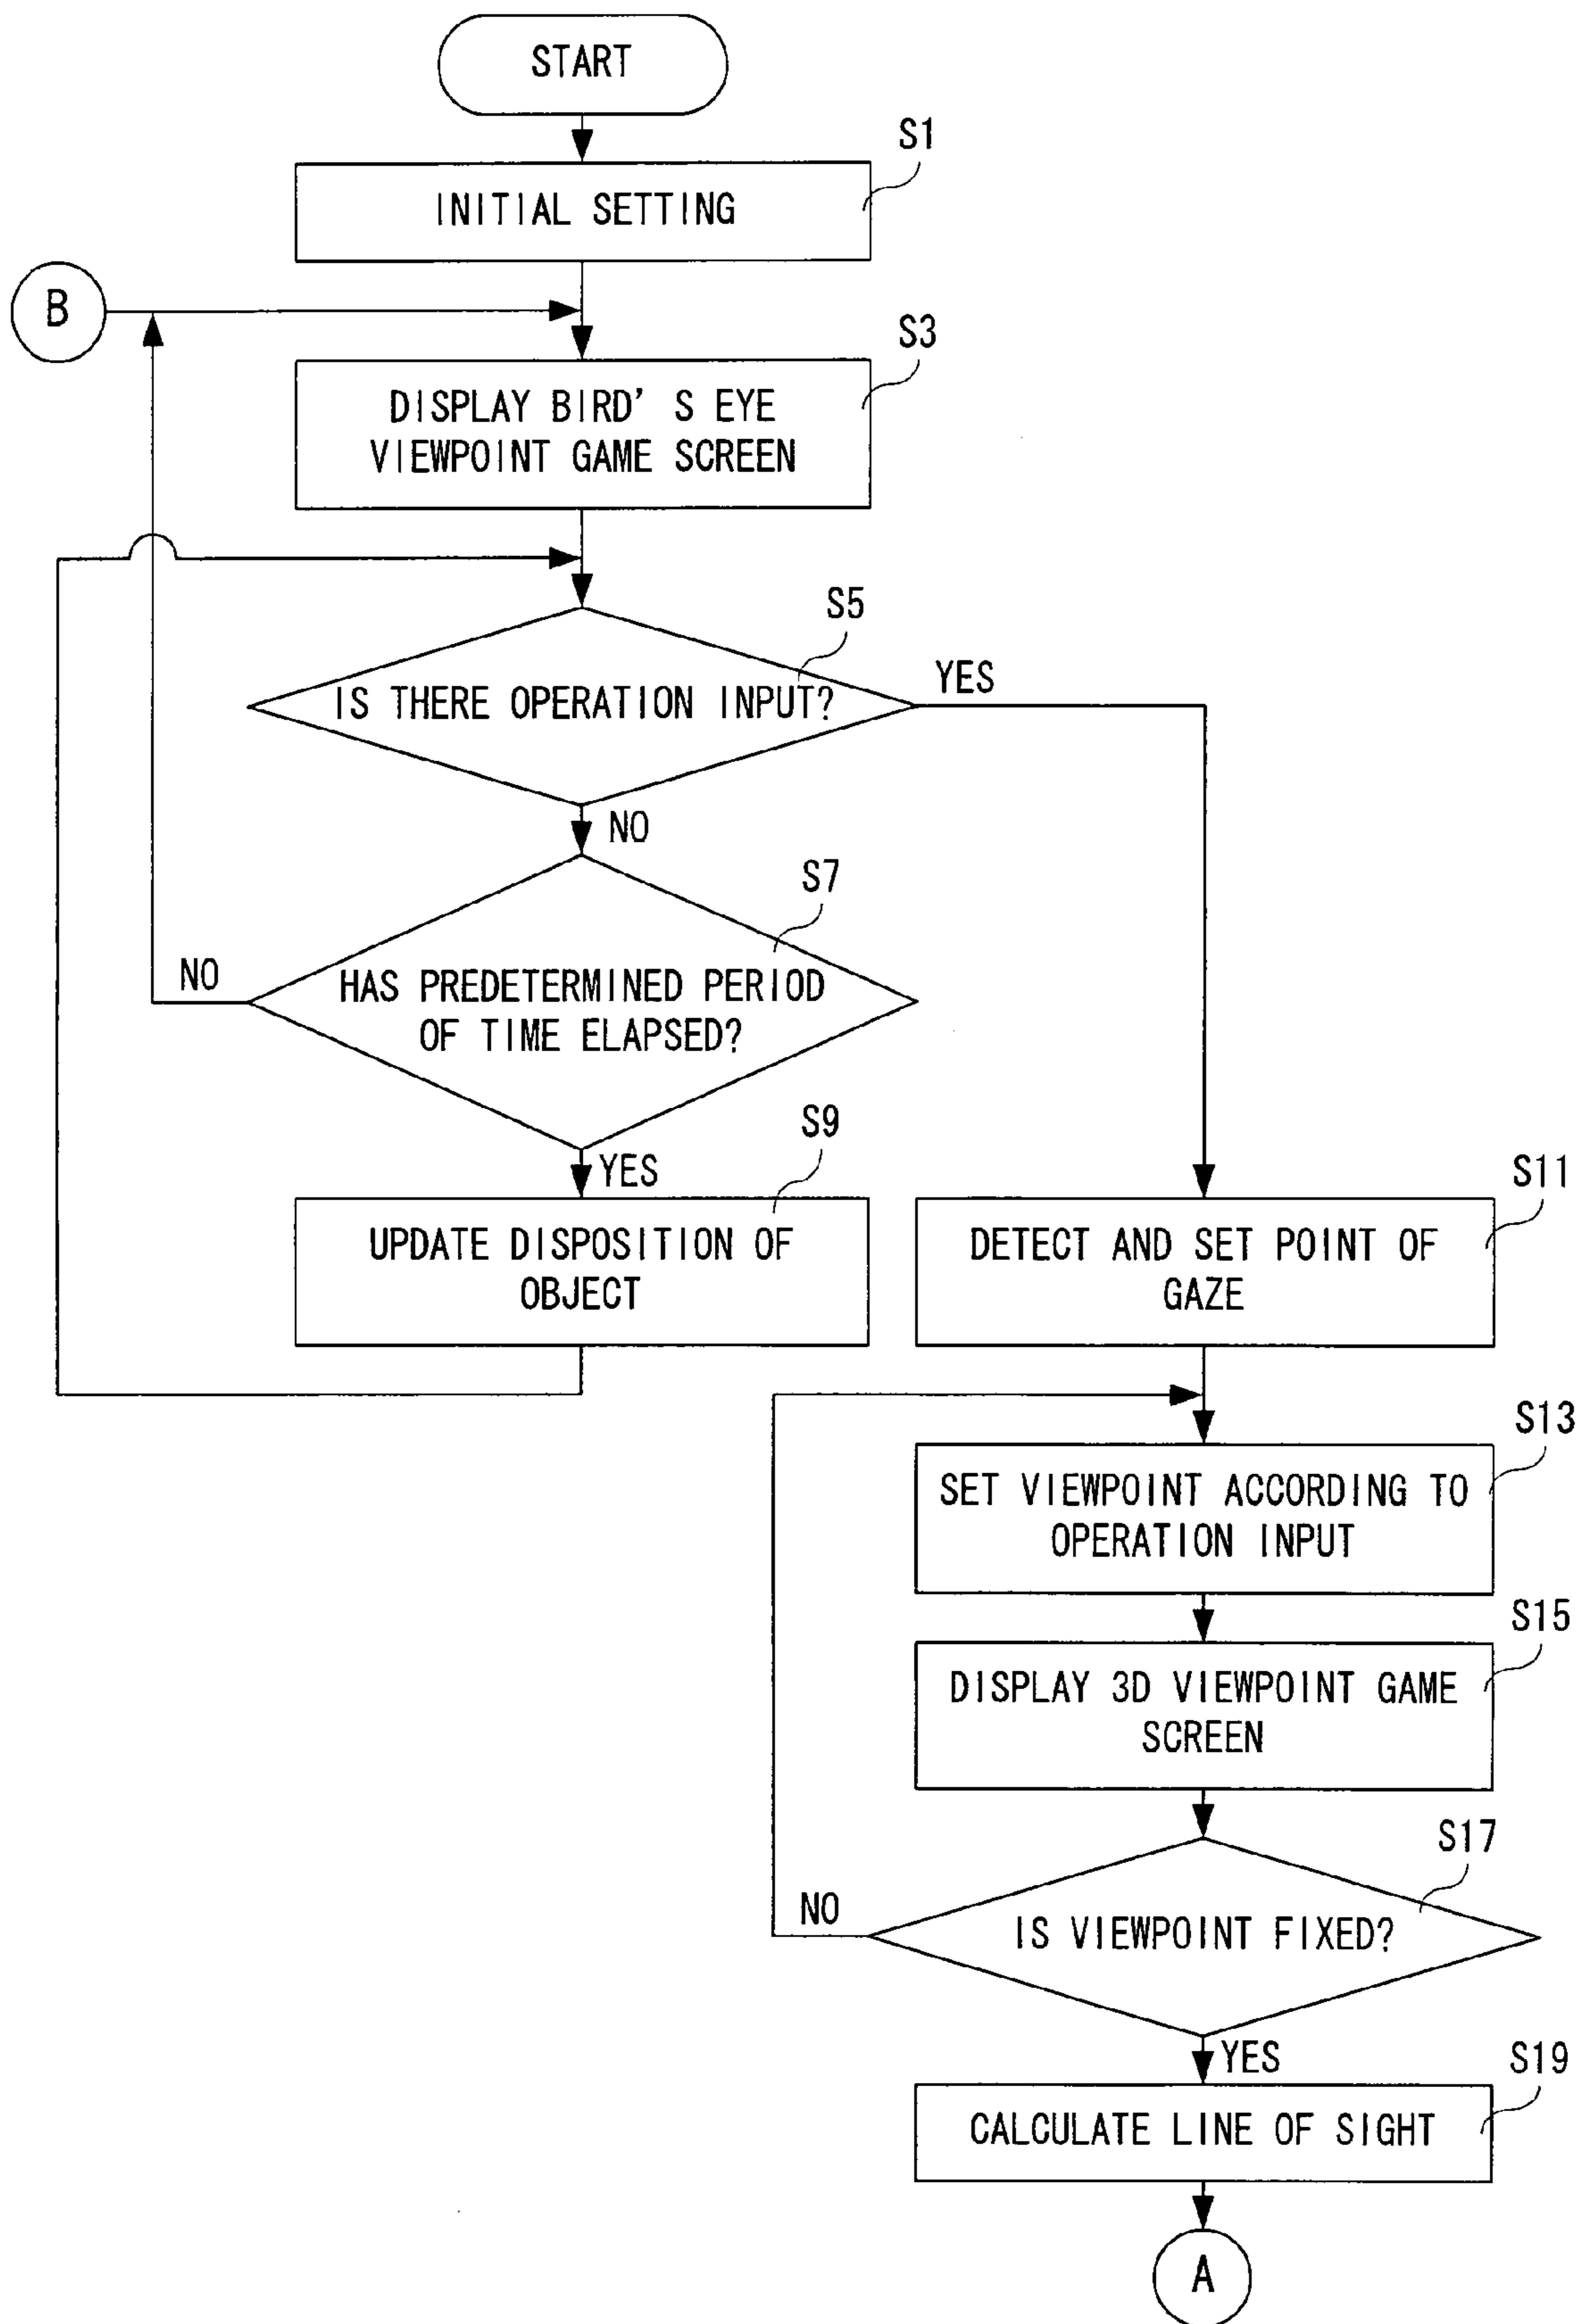 START
S1
INITIAL SETTING
B
S3
DISPLAY BIRD' S EYE
VIEWPOINT GAME SCREEN
S5
IS THERE OPERATION INPUT?
YES
NO
S7
HAS PREDETERMINED PERIOD
OF TIME ELAPSED?
NO
YES
S9
UPDATE DISPOSITION OF
OBJECT
S11
DETECT AND SET POINT OF
GAZE
S13
SET VIEWPOINT ACCORDING TO
OPERATION INPUT
S15
DISPLAY 3D VIEWPOINT GAME
SCREEN
S17
IS VIEWPOINT FIXED?
NO
YES
S19
CALCULATE LINE OF SIGHT
A